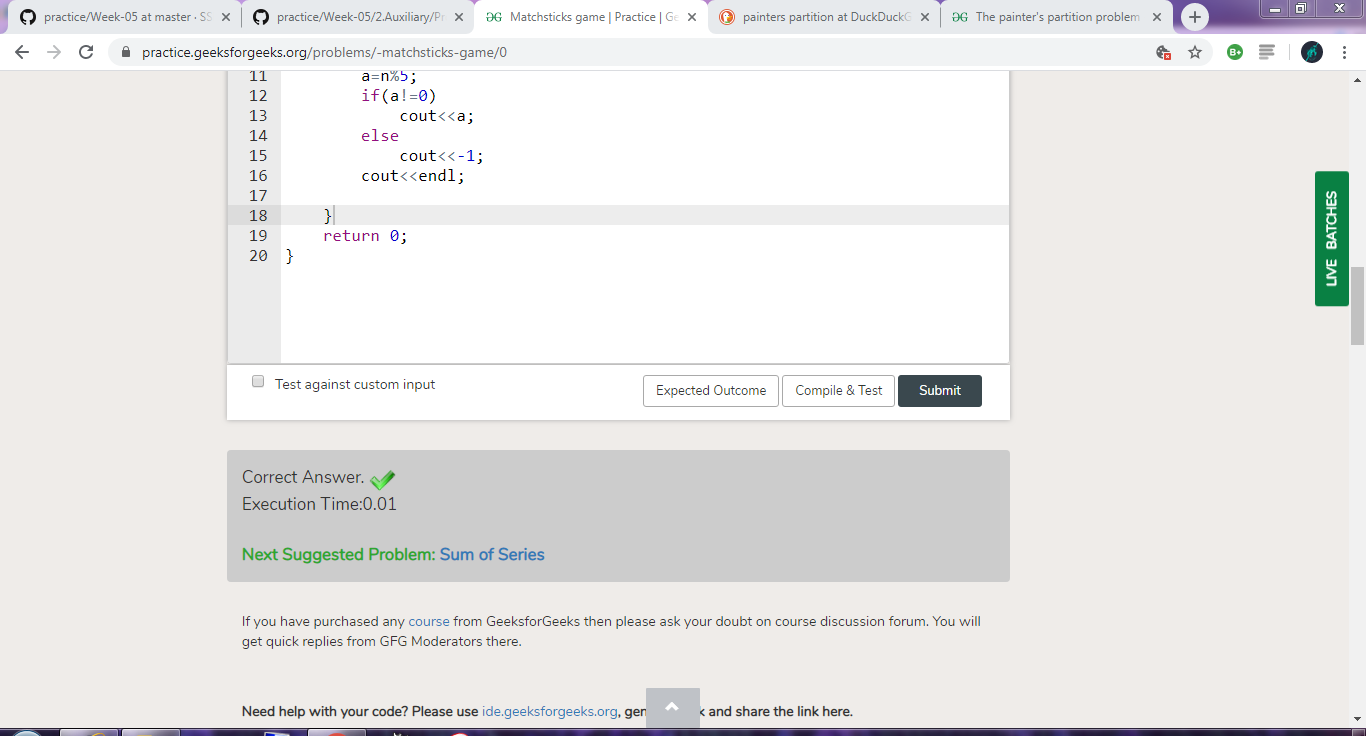 practice/Week-05 at master · SS
practice/Week-05/2.Auxiliary/Pr
Matchsticks game | Practice | Ge
painters partition at DuckDuckG
The painter's partition problem
practice.geeksforgeeks.org/problems/-matchsticks-game/0
B+
11 a=n%5;
12 if(a!=0)
13 cout<<a;
14 else
15 cout<<-1;
16 cout<<endl;
17
18 }
19 return 0;
20 }
LIVE BATCHES
Test against custom input
Expected Outcome
Compile & Test
Submit
Correct Answer.
Execution Time:0.01
Next Suggested Problem: Sum of Series
If you have purchased any course from GeeksforGeeks then please ask your doubt on course discussion forum. You will
get quick replies from GFG Moderators there.
Need help with your code? Please use ide.geeksforgeeks.org, gen k and share the link here.